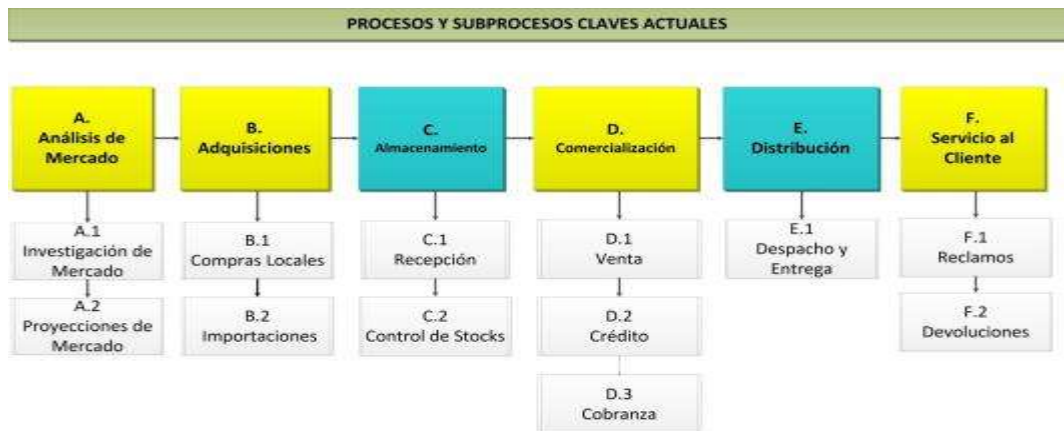 PROCESOS Y SUBPROCESOS CLAVES ACTUALES
A.
Análisis de
Mercado
B.
Adquisiciones
C.
Almacenamiento
D.
Comercialización
E.
Distribución
F.
Servicio al
Cliente
A.1
Investigación de
Mercado
A.2
Proyecciones de
Mercado
B.1
Compras Locales
B.2
Importaciones
C.1
Recepción
C.2
Control de Stocks
D.1
Venta
D.2
Crédito
D.3
Cobranza
E.1
Despacho y
Entrega
F.1
Reclamos
F.2
Devoluciones